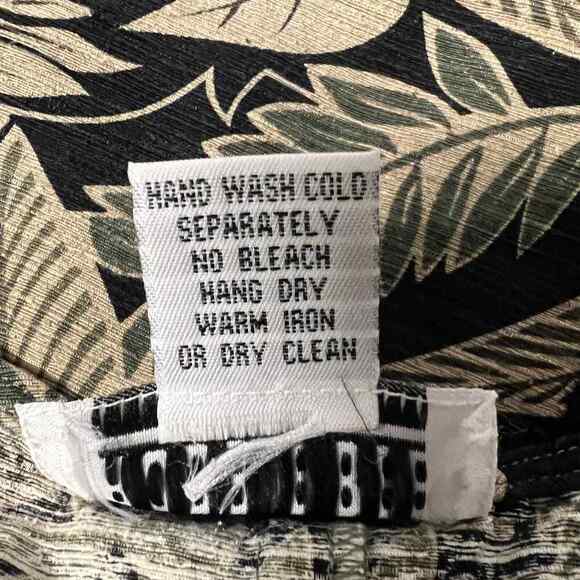 HAND WASH COLD
SEPARATELY
NO BLEACH
HANG DRY
WARM IRON
OR DRY CLEAN